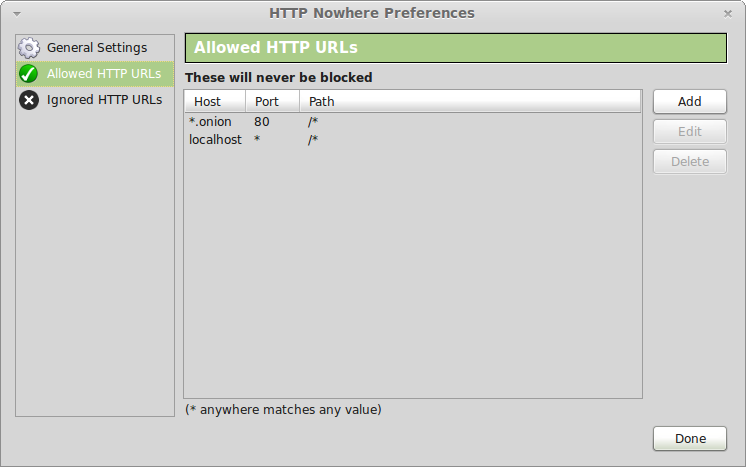 HTTP Nowhere Preferences
General Settings
Allowed HTTP URLs
Ignored HTTP URLs
Allowed HTTP URLs
These will never be blocked
Host Port Path
*.onion 80 /*
localhost * /*
(* anywhere matches any value)
Add
Edit
Delete
Done